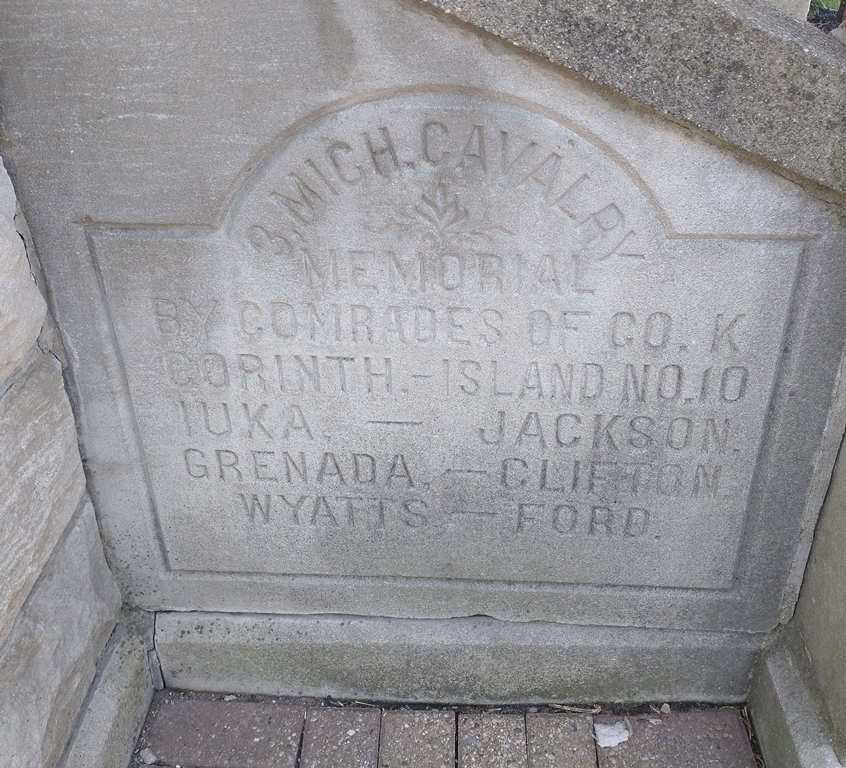 3, MICH. CAVALRY
MEMORIAL
BY COMRADES OF CO. K
CORINTH.-ISLAND NO.10
IUKA. — JACKSON.
GRENADA. — CLIFTON.
WYATTS — FORD.